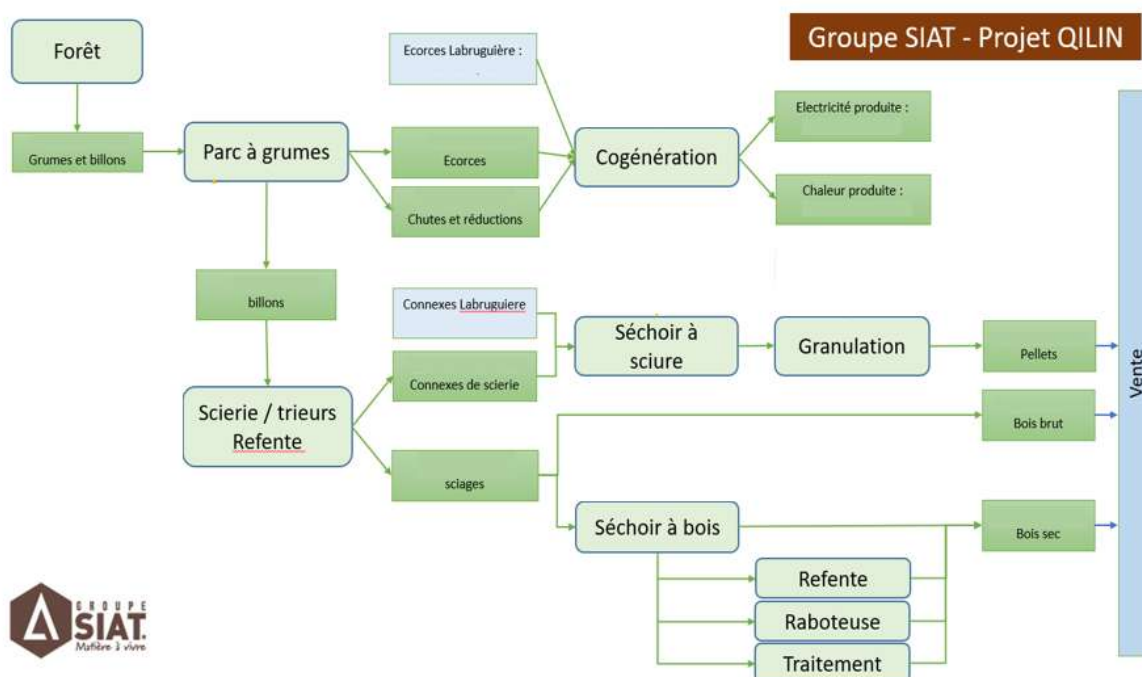 Groupe SIAT - Projet QILIN
Forêt
Ecorces Labruguière :
Grumes et billons
Parc à grumes
Ecorces
Chutes et réductions
Cogénération
Electricité produite :
Chaleur produite :
billons
Connexes Labruguiere
Connexes de scierie
Séchoir à
sciure
Granulation
Pellets
Scierie / trieurs
Refente
sciages
Bois brut
Séchoir à bois
Bois sec
Refente
Raboteuse
Traitement
Vente
GROUPE
SIAT.
Matière à vivre